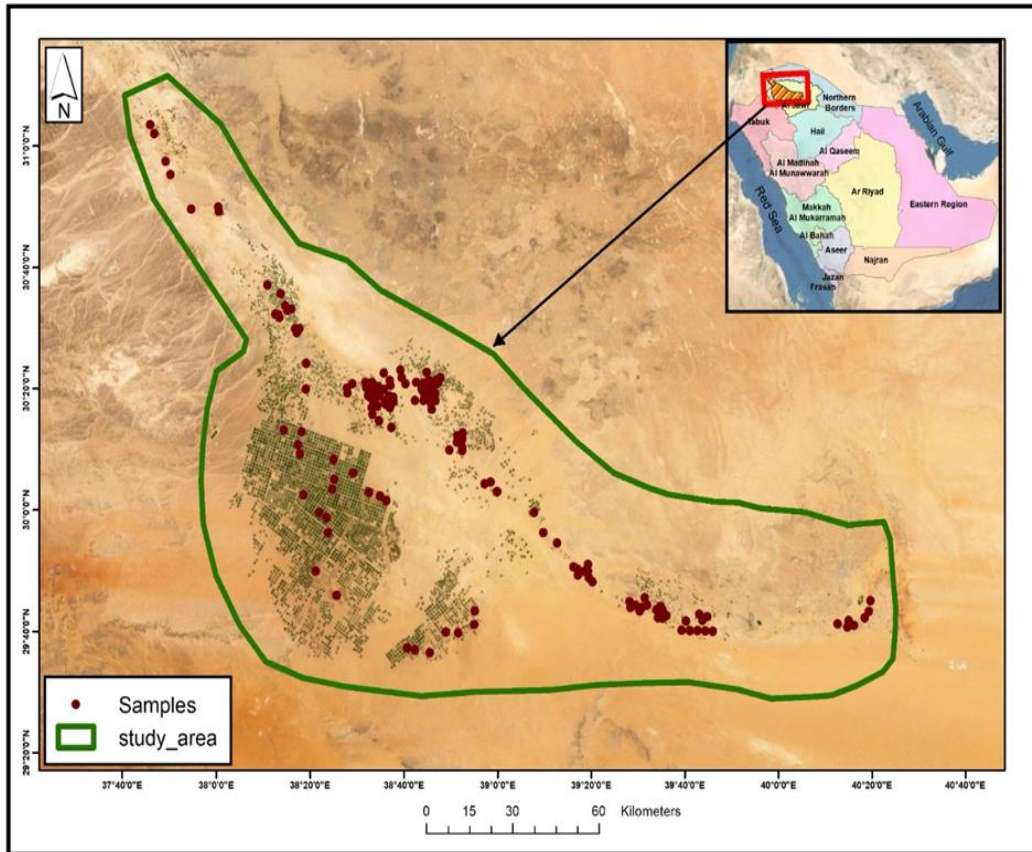 N
31°0'0"N
30°40'0"N
30°20'0"N
30°0'0"N
29°40'0"N
29°20'0"N
Northern
Borders
Al Jawf
Tabuk
Hail
Al Qaseem
Al Madinah
Al Munawwarah
Ar Riyad
Eastern Region
Makkah
Al Mukarramah
Al Bahah
Aseer
Najran
Jazan
Frasan
Red Sea
Arabian Gulf
Samples
study_area
37°40'0"E 38°0'0"E 38°20'0"E 38°40'0"E 39°0'0"E 39°20'0"E 39°40'0"E 40°0'0"E 40°20'0"E 40°40'0"E
0 15 30 60 Kilometers